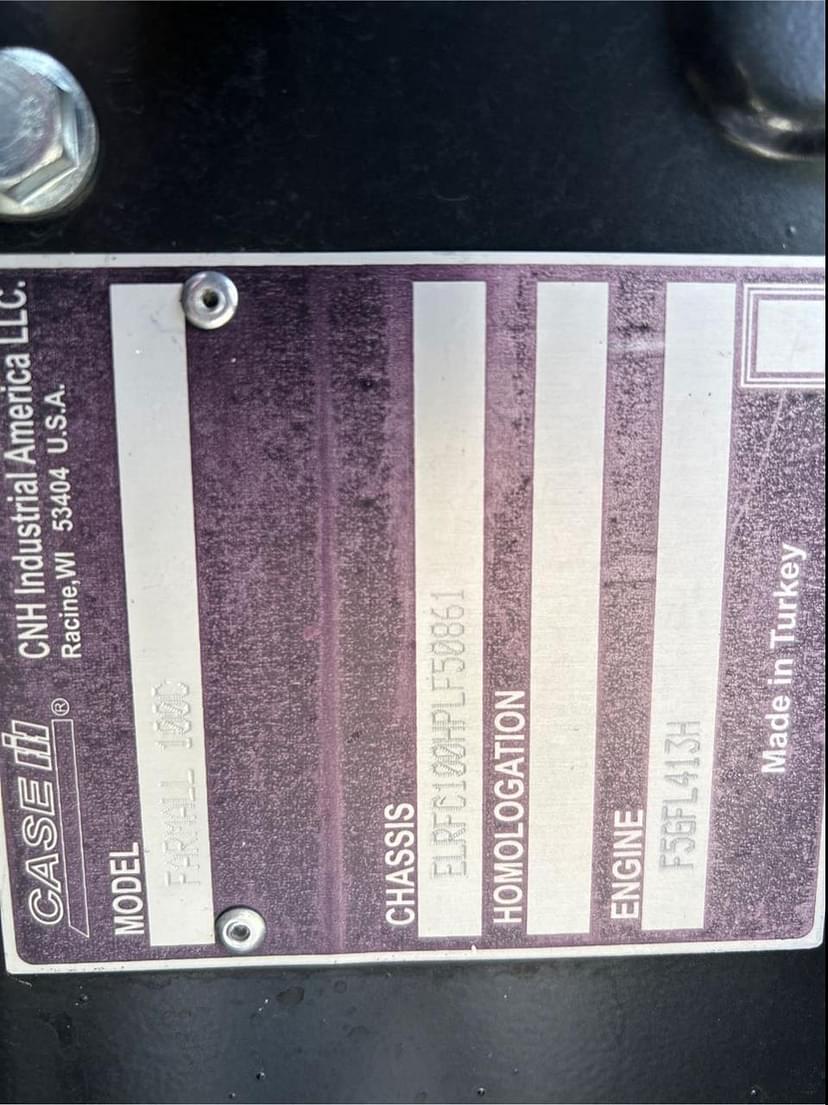 CASE IH ®
CNH Industrial America LLC.
Racine,WI 53404 U.S.A.
MODEL
FARMALL 100C
CHASSIS
ELRFC100HPLF50861
HOMOLOGATION
ENGINE
F5GFL413H
Made in Turkey